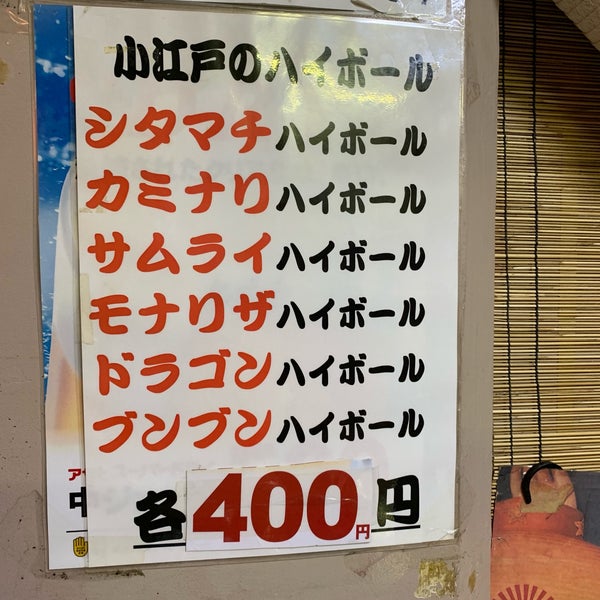 小江戸のハイボール
シタマチハイボール
カミナリハイボール
サムライハイボール
モナリザハイボール
ドラゴンハイボール
ブンブンハイボール
各400円円